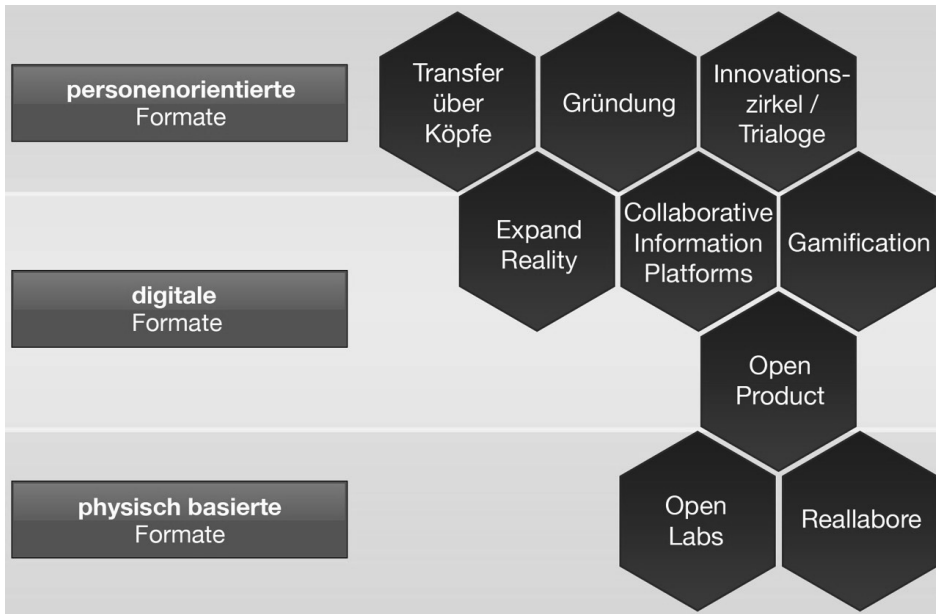 personenorientierte
Formate
Transfer
über
Köpfe
Gründung
Innovations-
zirkel /
Trialoge
digitale
Formate
Expand
Reality
Collaborative
Information
Platforms
Gamification
Open
Product
physisch basierte
Formate
Open
Labs
Reallabore